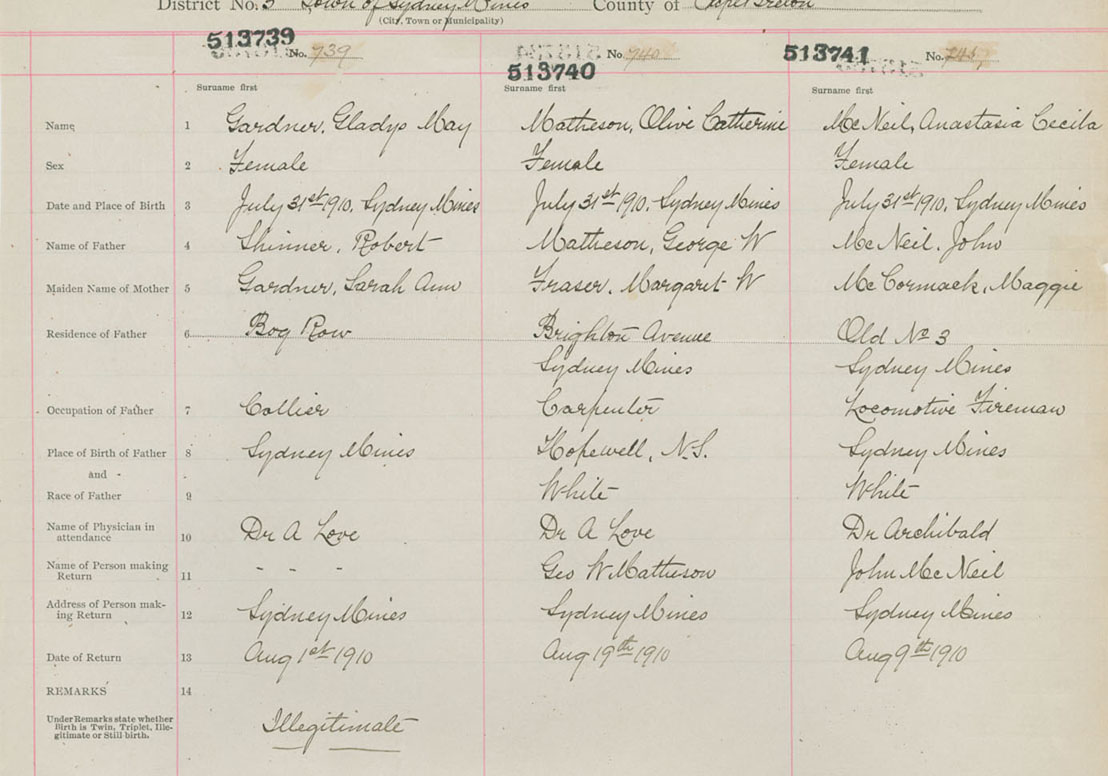 District No. 5 Town of Sydney Mines County of Cape Breton
(City, Town or Municipality)
513739 No. 739 No. 740 513741 No.
513740
Surname first Surname first Surname first
Name 1 Gardner, Gladys May Matheson, Olive Catherine McNeil, Anastasia Cecila
Sex 2 Female Female Female
Date and Place of Birth 3 July 31st 1910, Sydney Mines July 31st 1910, Sydney Mines July 31st 1910, Sydney Mines
Name of Father 4 Skinner, Robert Matheson, George W McNeil, John
Maiden Name of Mother 5 Gardner, Sarah Ann Fraser, Margaret W McCormack, Maggie
Residence of Father 6 Bog Row Brighton Avenue Old No 3
Sydney Mines Sydney Mines
Occupation of Father 7 Collier Carpenter Locomotive Fireman
Place of Birth of Father 8 Sydney Mines Hopewell, N.S. Sydney Mines
and
Race of Father 9 White White
Name of Physician in
attendance 10 Dr A Love Dr A Love Dr Archibald
Name of Person making
Return 11 - - - Geo W Matheson John McNeil
Address of Person mak-
ing Return 12 Sydney Mines Sydney Mines Sydney Mines
Date of Return 13 Aug 1st 1910 Aug 19th 1910 Aug 9th 1910
REMARKS 14
Under Remarks state whether
Birth is Twin, Triplet, Ille-
gitimate or Still birth.
Illegitimate